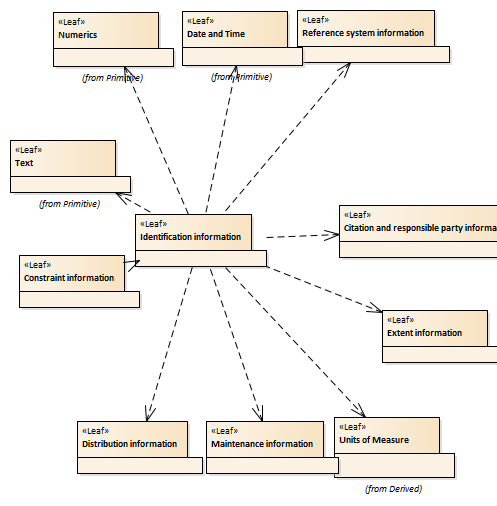 «Leaf»
Numerics
(from Primitive)
«Leaf»
Date and Time
(from Primitive)
«Leaf»
Reference system information
«Leaf»
Text
(from Primitive)
«Leaf»
Identification information
«Leaf»
Citation and responsible party informa
«Leaf»
Constraint information
«Leaf»
Extent information
«Leaf»
Distribution information
«Leaf»
Maintenance information
«Leaf»
Units of Measure
(from Derived)